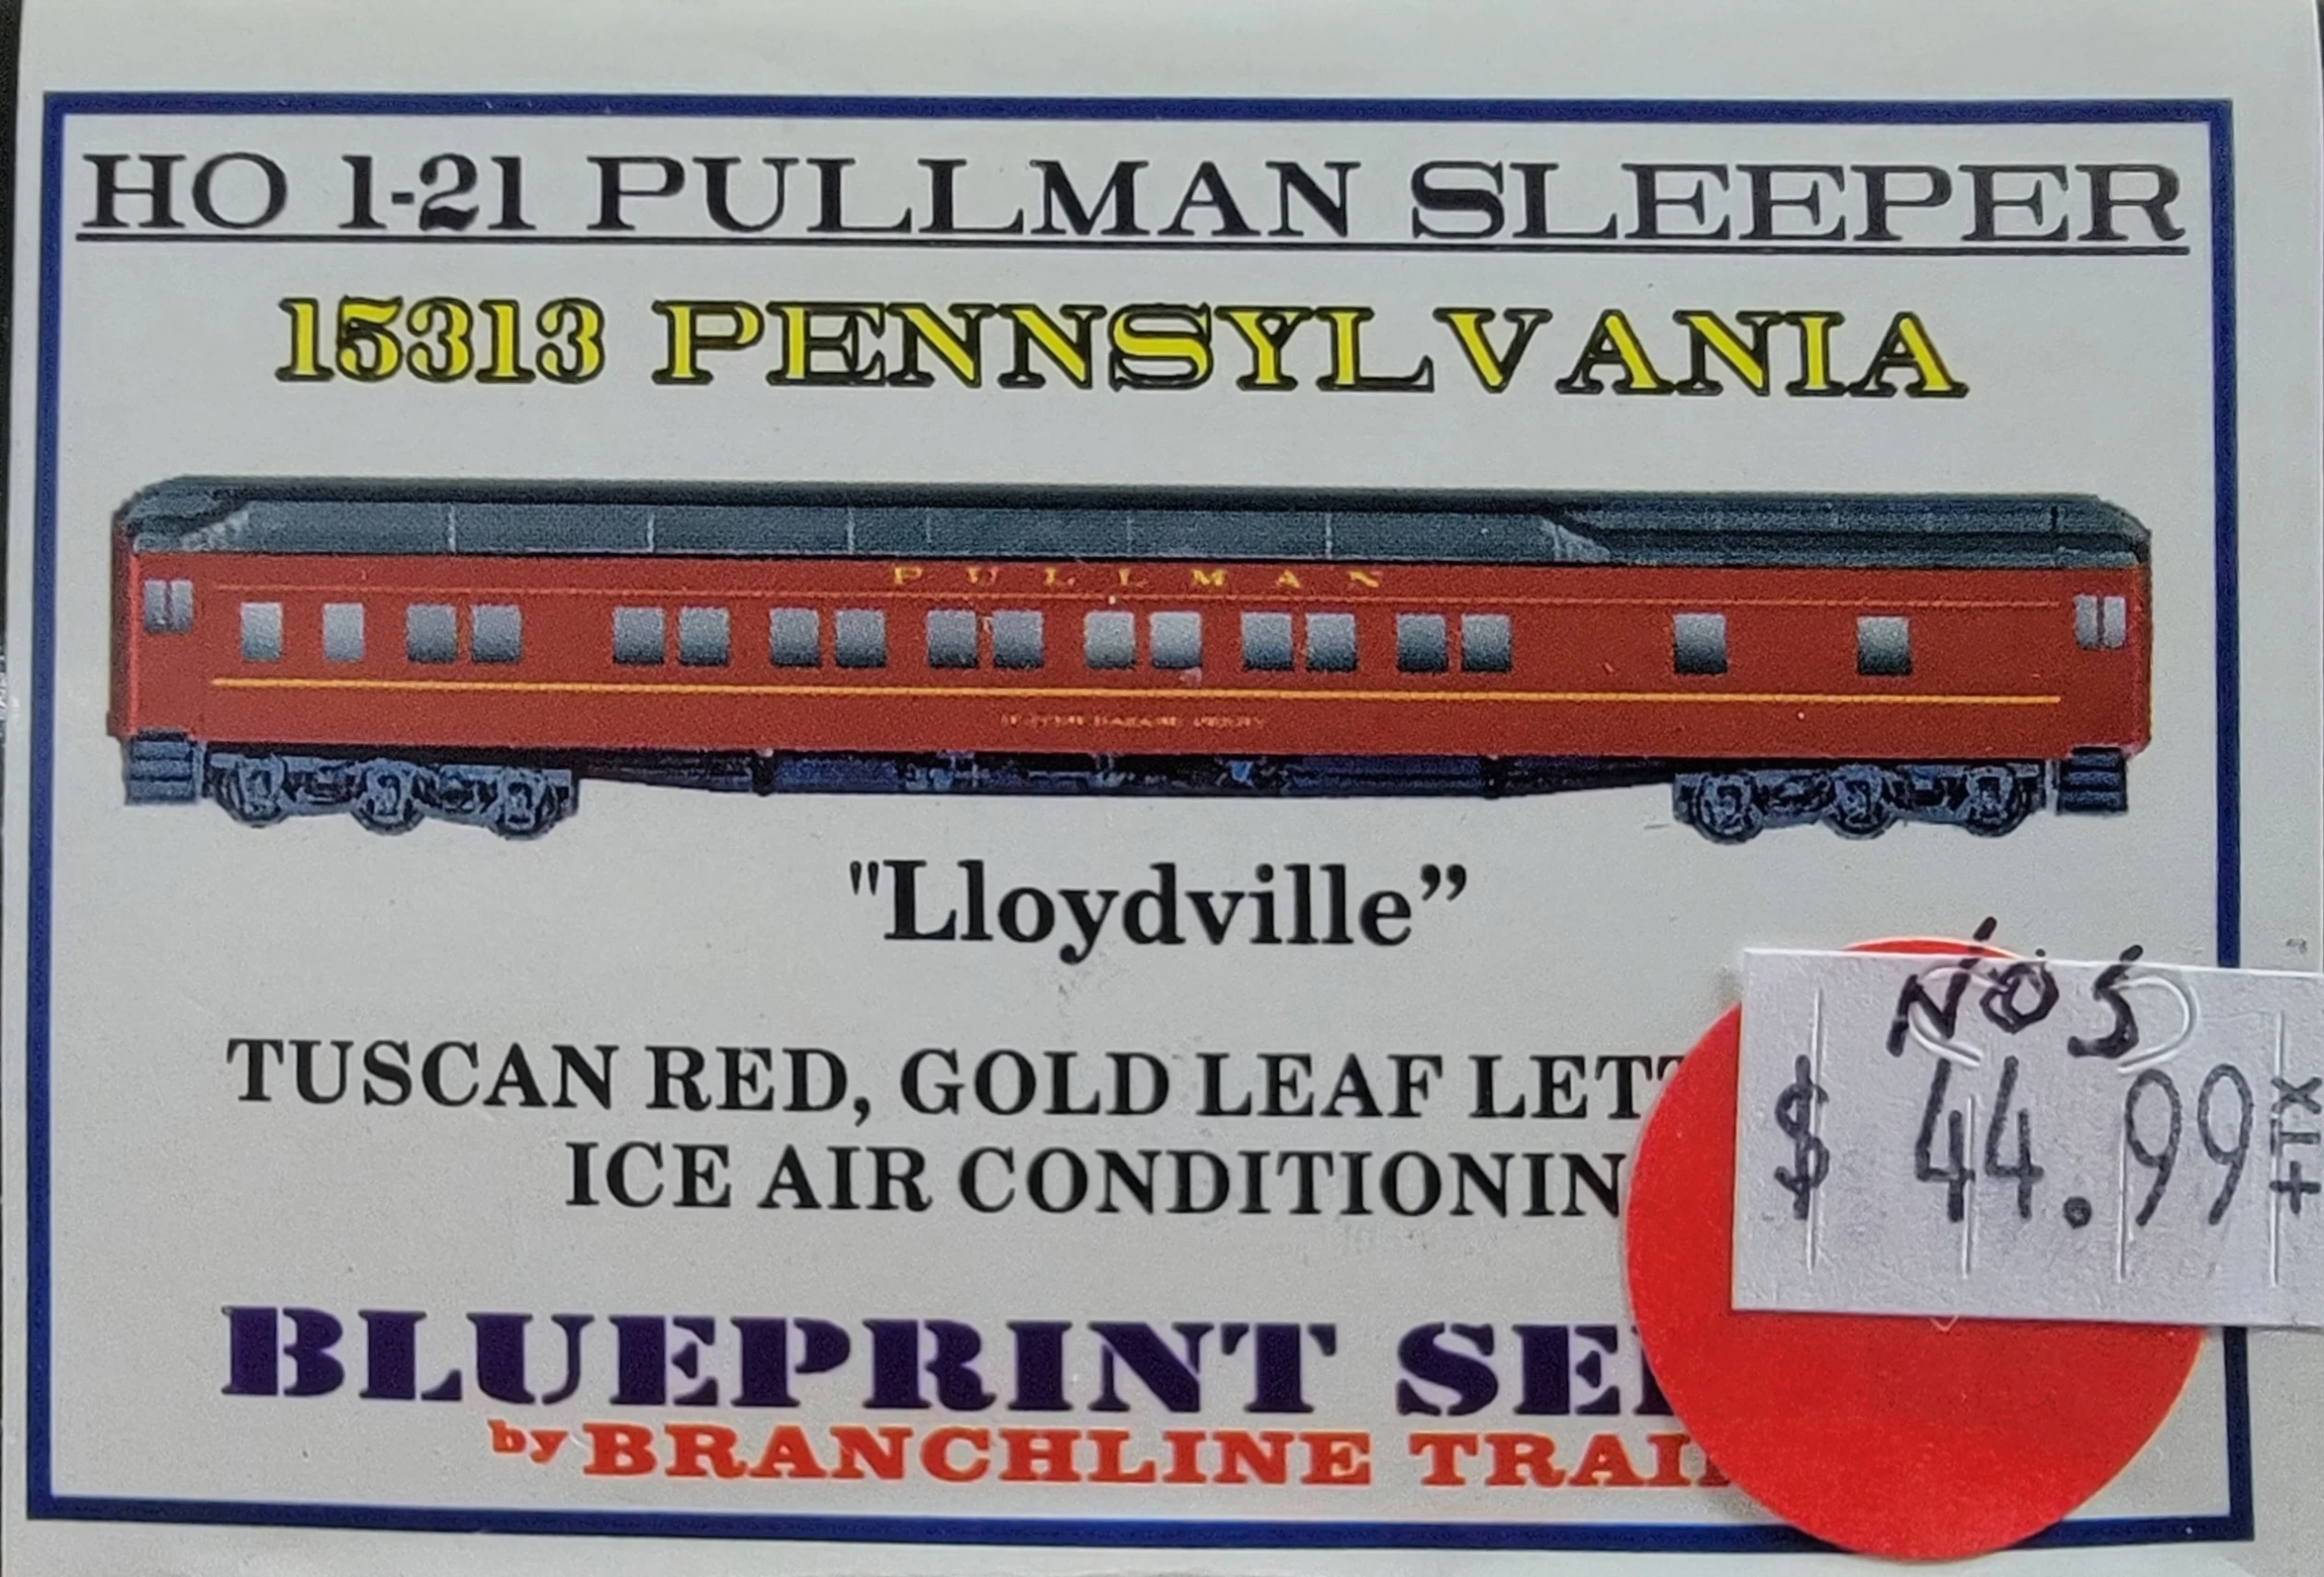 HO 1-21 PULLMAN SLEEPER
15313 PENNSYLVANIA
PULLMAN
"Lloydville”
TUSCAN RED, GOLD LEAF LETT
ICE AIR CONDITIONIN
BLUEPRINT SE
by BRANCHLINE TRAI
NOS
$ 44.99 +TX